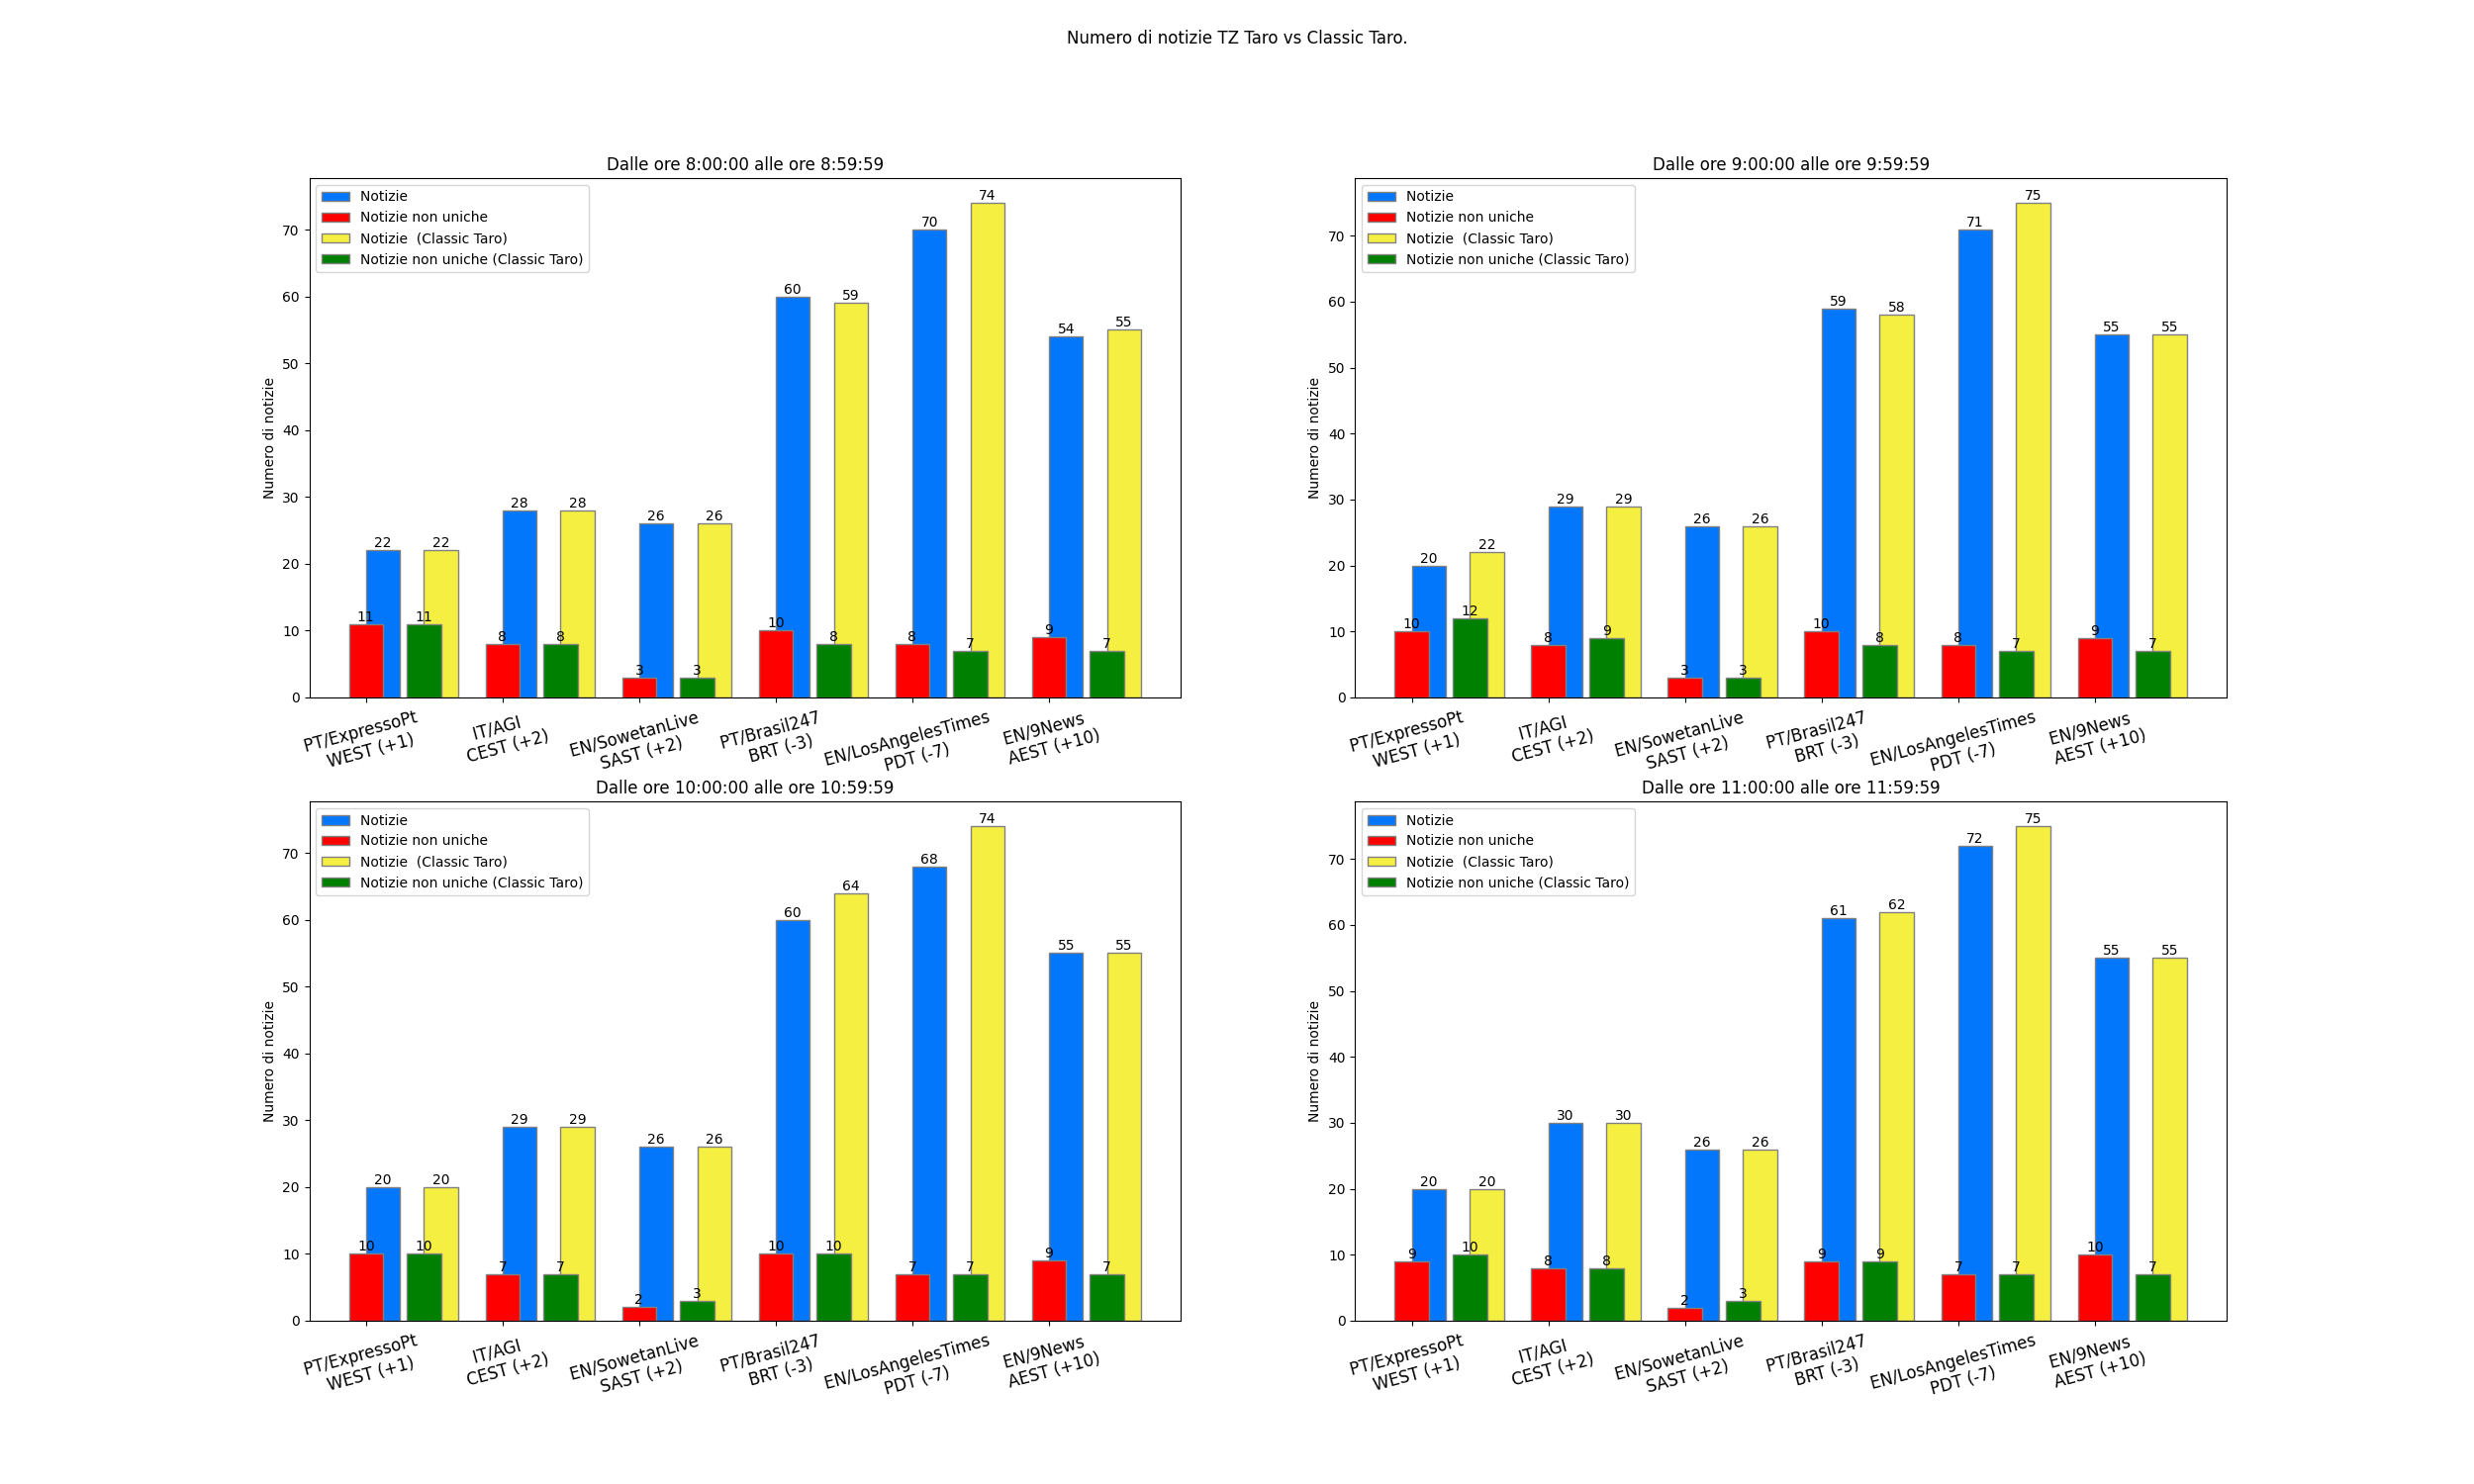 Numero di notizie TZ Taro vs Classic Taro.
Dalle ore 8:00:00 alle ore 8:59:59
Notizie
Notizie non uniche
Notizie  (Classic Taro)
Notizie non uniche (Classic Taro)
Numero di notizie
0
10
20
30
40
50
60
70
22
28
26
60
70
54
11
8
3
10
8
9
22
28
26
59
74
55
11
8
3
8
7
7
PT/ExpressoPt
WEST (+1)
IT/AGI
CEST (+2)
EN/SowetanLive
SAST (+2)
PT/Brasil247
BRT (-3)
EN/LosAngelesTimes
PDT (-7)
EN/9News
AEST (+10)
Dalle ore 9:00:00 alle ore 9:59:59
Notizie
Notizie non uniche
Notizie  (Classic Taro)
Notizie non uniche (Classic Taro)
Numero di notizie
0
10
20
30
40
50
60
70
20
29
26
59
71
55
10
8
3
10
8
9
22
29
26
58
75
55
12
9
3
8
7
7
PT/ExpressoPt
WEST (+1)
IT/AGI
CEST (+2)
EN/SowetanLive
SAST (+2)
PT/Brasil247
BRT (-3)
EN/LosAngelesTimes
PDT (-7)
EN/9News
AEST (+10)
Dalle ore 10:00:00 alle ore 10:59:59
Notizie
Notizie non uniche
Notizie  (Classic Taro)
Notizie non uniche (Classic Taro)
Numero di notizie
0
10
20
30
40
50
60
70
20
29
26
60
68
55
10
7
2
10
7
9
20
29
26
64
74
55
10
7
3
10
7
7
PT/ExpressoPt
WEST (+1)
IT/AGI
CEST (+2)
EN/SowetanLive
SAST (+2)
PT/Brasil247
BRT (-3)
EN/LosAngelesTimes
PDT (-7)
EN/9News
AEST (+10)
Dalle ore 11:00:00 alle ore 11:59:59
Notizie
Notizie non uniche
Notizie  (Classic Taro)
Notizie non uniche (Classic Taro)
Numero di notizie
0
10
20
30
40
50
60
70
20
30
26
61
72
55
9
8
2
9
7
10
20
30
26
62
75
55
10
8
3
9
7
7
PT/ExpressoPt
WEST (+1)
IT/AGI
CEST (+2)
EN/SowetanLive
SAST (+2)
PT/Brasil247
BRT (-3)
EN/LosAngelesTimes
PDT (-7)
EN/9News
AEST (+10)